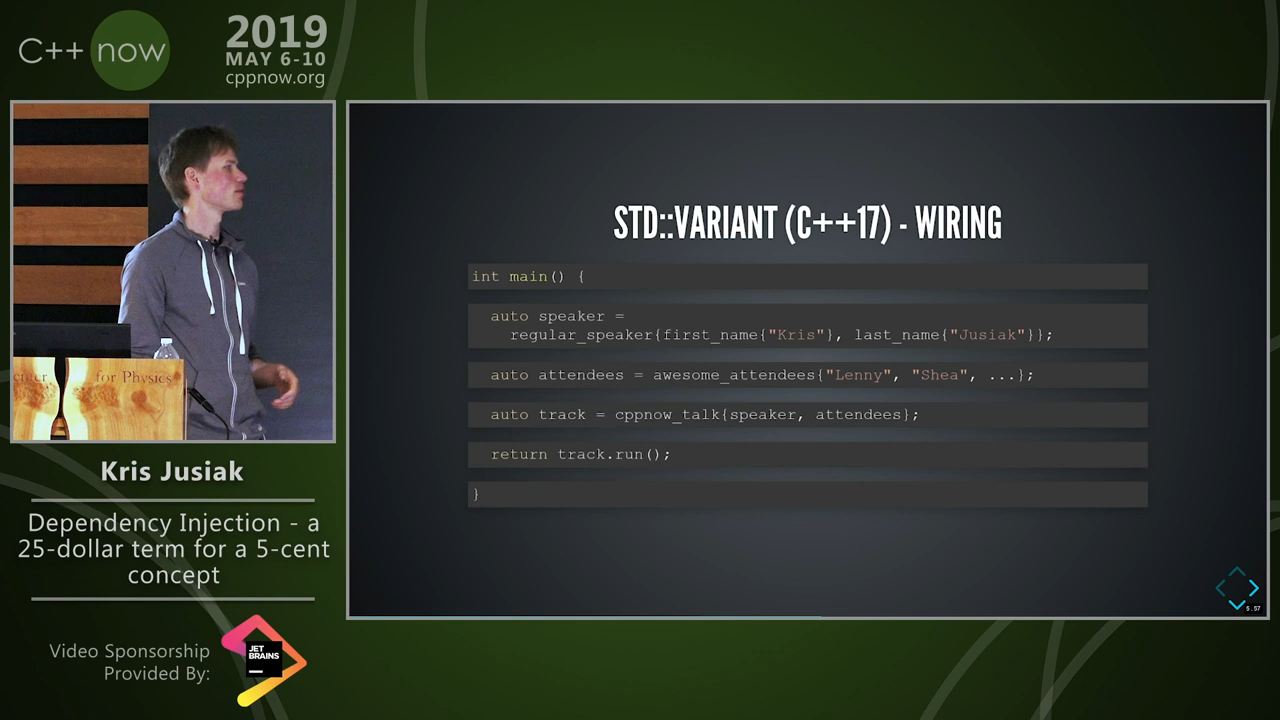 C++ now
2019
MAY 6-10
cppnow.org
for Physics
Kris Jusiak
Dependency Injection - a
25-dollar term for a 5-cent
concept
Video Sponsorship
Provided By:
JET
BRAINS
STD::VARIANT (C++17) - WIRING
int main() {
auto speaker =
regular_speaker{first_name{"Kris"}, last_name{"Jusiak"}};
auto attendees = awesome_attendees{"Lenny", "Shea", ...};
auto track = cppnow_talk{speaker, attendees};
return track.run();
}
5.57